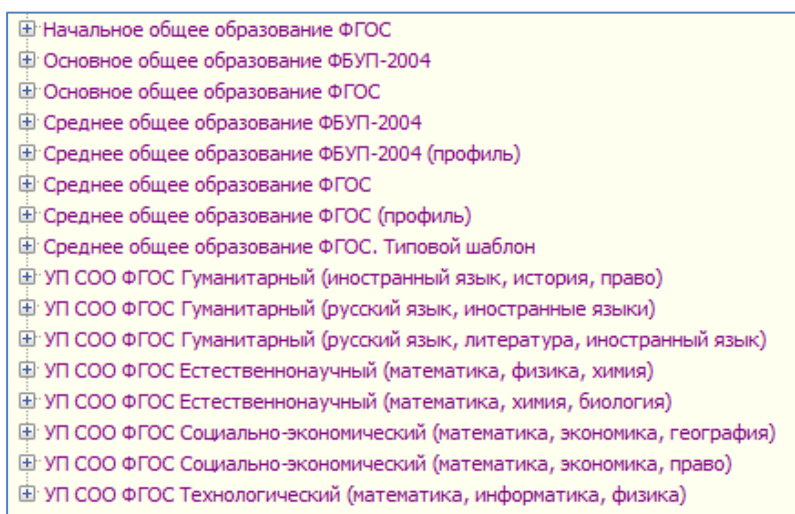 Начальное общее образование ФГОС
Основное общее образование ФБУП-2004
Основное общее образование ФГОС
Среднее общее образование ФБУП-2004
Среднее общее образование ФБУП-2004 (профиль)
Среднее общее образование ФГОС
Среднее общее образование ФГОС (профиль)
Среднее общее образование ФГОС. Типовой шаблон
УП СОО ФГОС Гуманитарный (иностранный язык, история, право)
УП СОО ФГОС Гуманитарный (русский язык, иностранные языки)
УП СОО ФГОС Гуманитарный (русский язык, литература, иностранный язык)
УП СОО ФГОС Естественнонаучный (математика, физика, химия)
УП СОО ФГОС Естественнонаучный (математика, химия, биология)
УП СОО ФГОС Социально-экономический (математика, экономика, география)
УП СОО ФГОС Социально-экономический (математика, экономика, право)
УП СОО ФГОС Технологический (математика, информатика, физика)